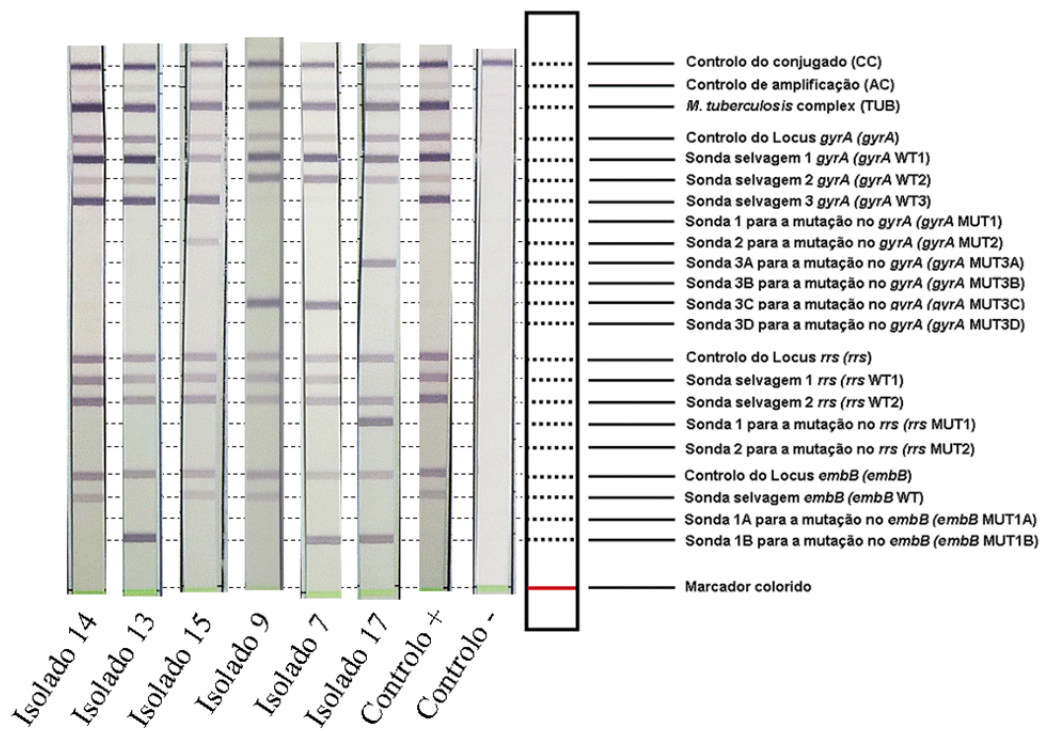 Controlo do conjugado (CC)
Controlo de amplificação (AC)
M. tuberculosis complex (TUB)
Controlo do Locus gyrA (gyrA)
Sonda selvagem 1 gyrA (gyrA WT1)
Sonda selvagem 2 gyrA (gyrA WT2)
Sonda selvagem 3 gyrA (gyrA WT3)
Sonda 1 para a mutação no gyrA (gyrA MUT1)
Sonda 2 para a mutação no gyrA (gyrA MUT2)
Sonda 3A para a mutação no gyrA (gyrA MUT3A)
Sonda 3B para a mutação no gyrA (gyrA MUT3B)
Sonda 3C para a mutação no gyrA (gyrA MUT3C)
Sonda 3D para a mutação no gyrA (gyrA MUT3D)
Controlo do Locus rrs (rrs)
Sonda selvagem 1 rrs (rrs WT1)
Sonda selvagem 2 rrs (rrs WT2)
Sonda 1 para a mutação no rrs (rrs MUT1)
Sonda 2 para a mutação no rrs (rrs MUT2)
Controlo do Locus embB (embB)
Sonda selvagem embB (embB WT)
Sonda 1A para a mutação no embB (embB MUT1A)
Sonda 1B para a mutação no embB (embB MUT1B)
Marcador colorido
Isolado 14
Isolado 13
Isolado 15
Isolado 9
Isolado 7
Isolado 17
Controlo +
Controlo -